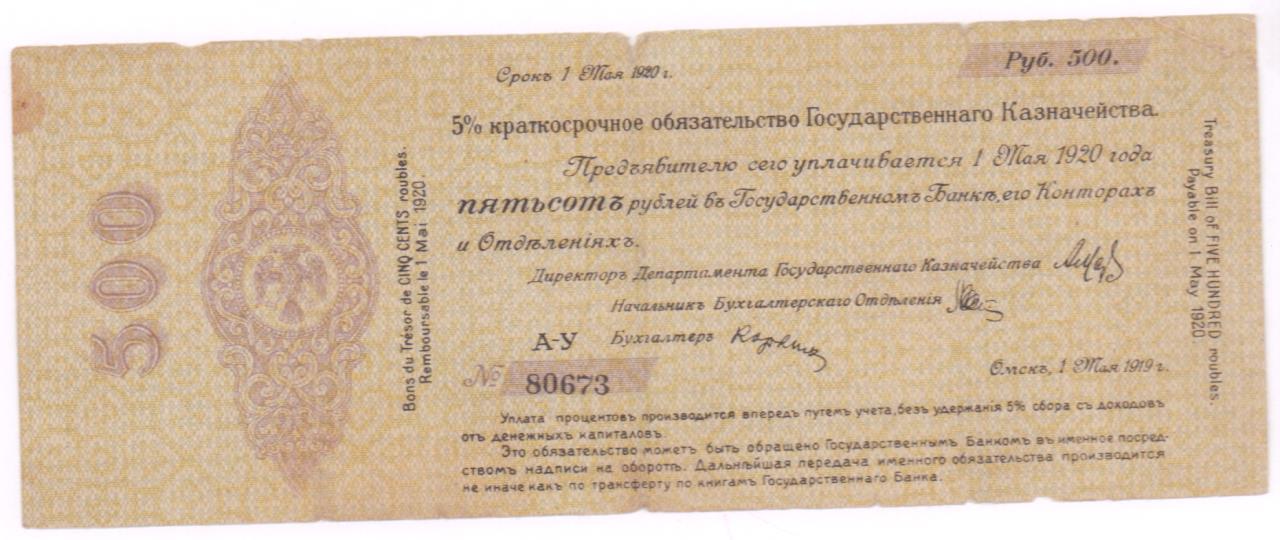 500
Bons du Trésor de CINQ CENTS roubles.
Remboursable 1 Mai 1920.
Срокъ 1 Мая 1920 г.
Руб. 500.
5% краткосрочное обязательство Государственнаго Казначейства.
Предъявителю сего уплачивается 1 Мая 1920 года
пятьсотъ рублей въ Государственномъ Банкѣ, его Конторахъ
и Отдѣленіяхъ.
Директоръ Департамента Государственнаго Казначейства
Начальникъ Бухгалтерскаго Отдѣленія
А-У Бухгалтеръ
№ 80673
Омскъ, 1 Мая 1919 г.
Уплата процентовъ производится впередъ путемъ учета, безъ удержанія 5% сбора съ доходовъ
отъ денежныхъ капиталовъ.
Это обязательство можетъ быть обращено Государственнымъ Банкомъ въ именное посред-
ствомъ надписи на оборотѣ. Дальнѣйшая передача именного обязательства производится
не иначе какъ по трансферту по книгамъ Государственнаго Банка.
Treasury Bill of FIVE HUNDRED roubles.
Payable on 1 May 1920